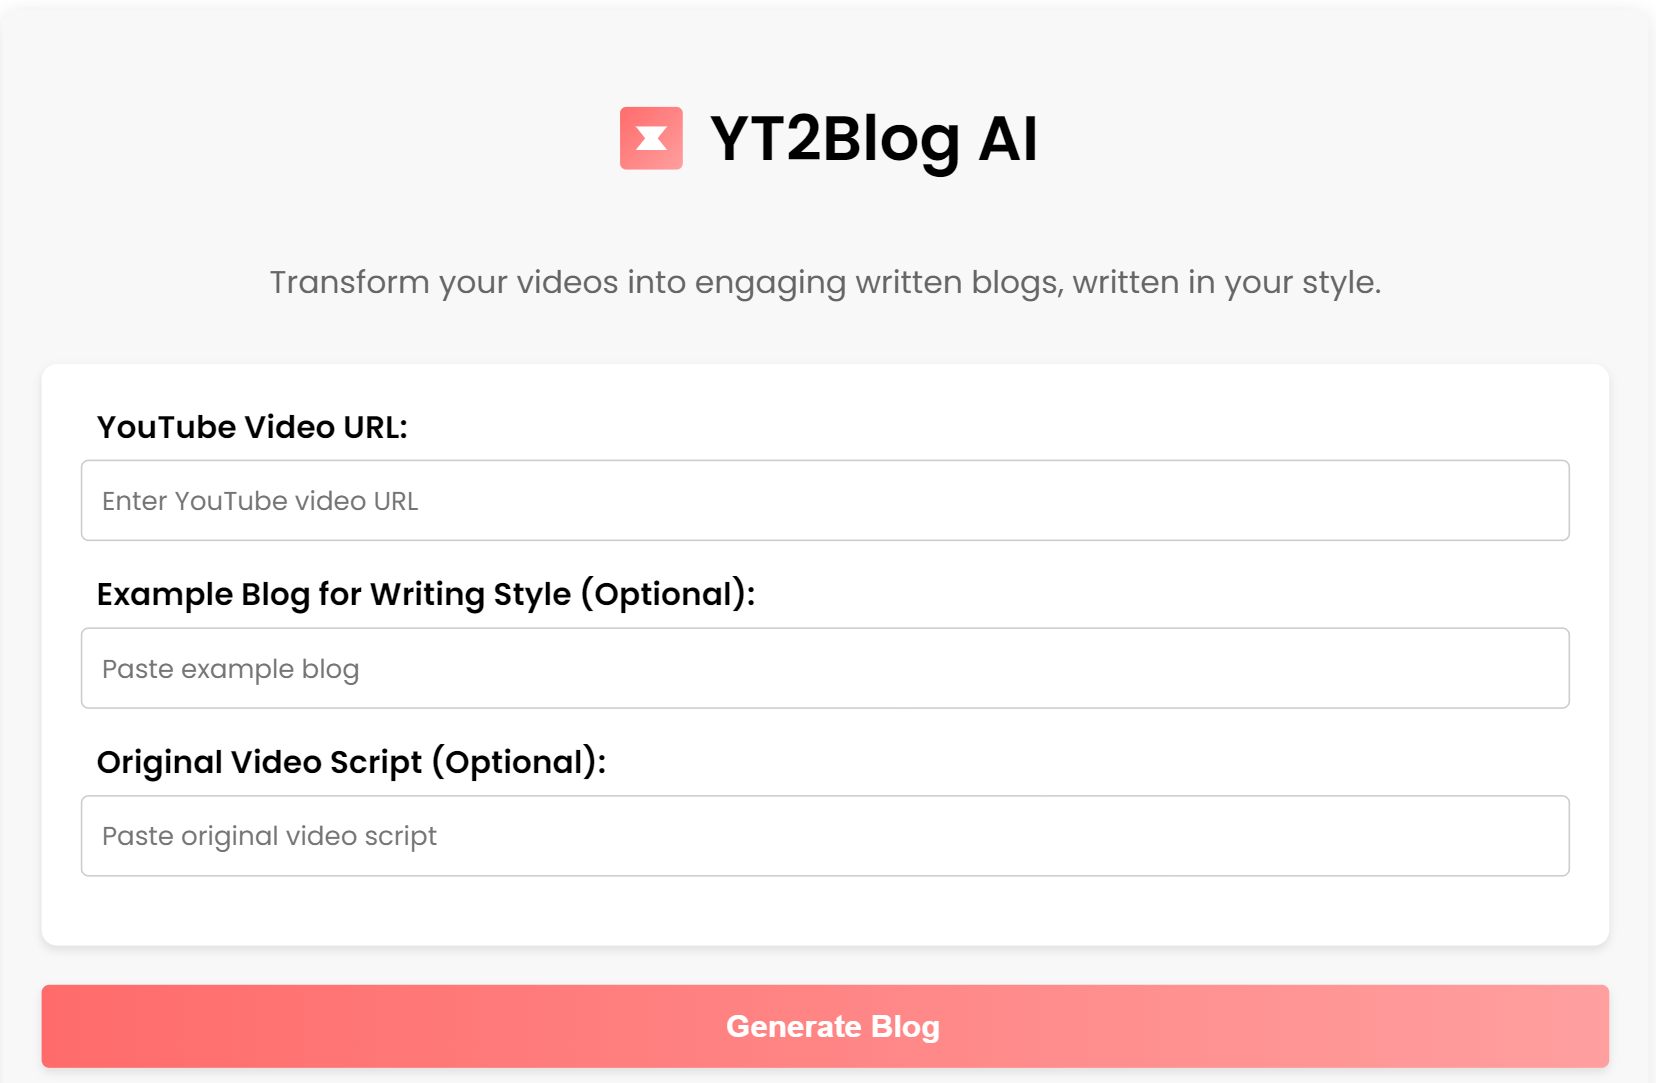 YT2Blog AI
Transform your videos into engaging written blogs, written in your style.
YouTube Video URL:
Enter YouTube video URL
Example Blog for Writing Style (Optional):
Paste example blog
Original Video Script (Optional):
Paste original video script
Generate Blog